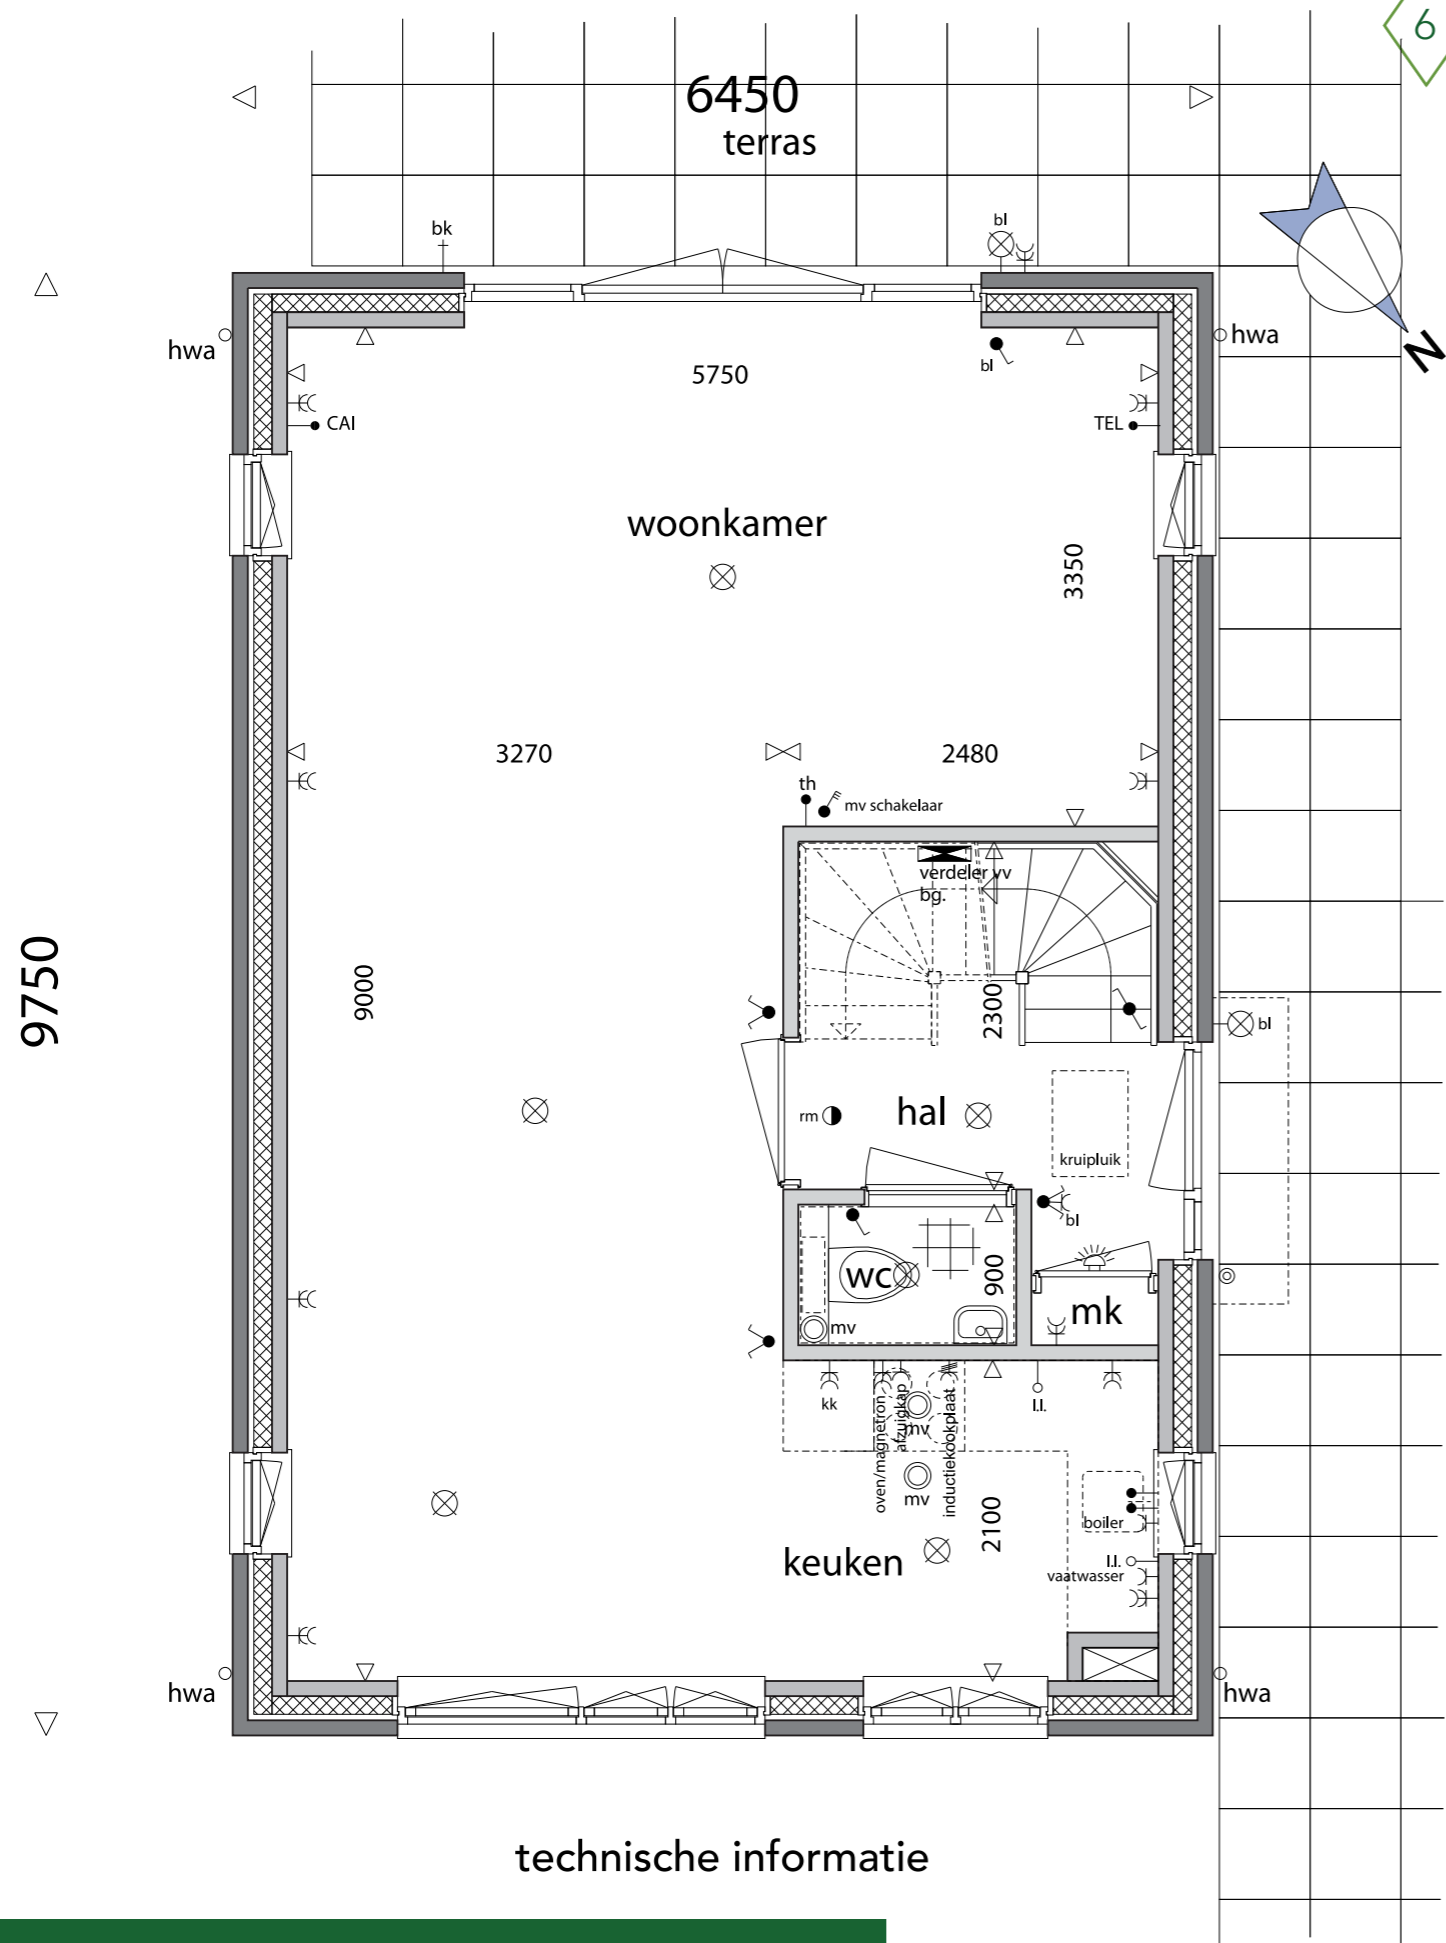 6
6450
terras
bk
bl
hwa
hwa
N
5750
bl
CAI
TEL
woonkamer
3350
3270
2480
th
mv schakelaar
verdeler vv
bg.
9750
9000
2300
bl
rm
hal
kruipluik
bl
wc
900
mk
mv
kk
oven/magnetron
afzuigkap
mv
inductiekookplaat
l.l.
mv
2100
boiler
keuken
l.l.
vaatwasser
hwa
hwa
technische informatie